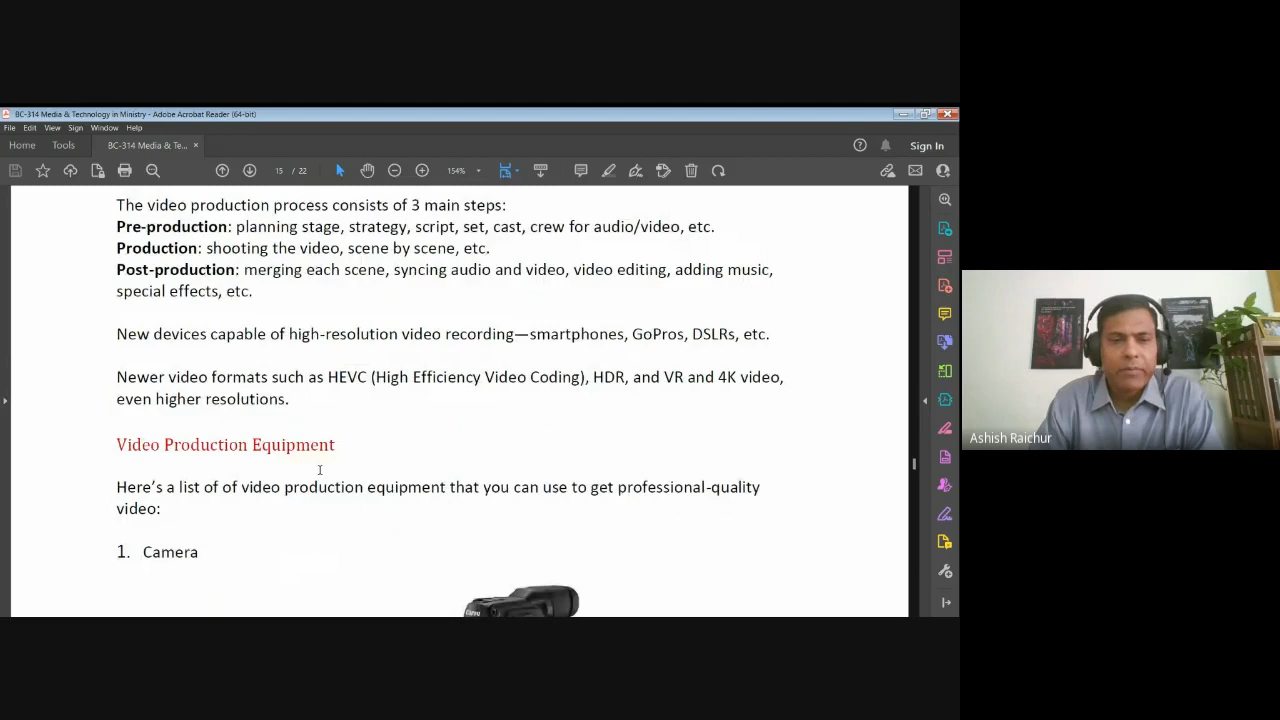 BC-314 Media & Technology in Ministry - Adobe Acrobat Reader (64-bit)
File Edit View Sign Window Help
Home Tools BC-314 Media & Te... × Sign In
15 / 22 154%
The video production process consists of 3 main steps:
Pre-production: planning stage, strategy, script, set, cast, crew for audio/video, etc.
Production: shooting the video, scene by scene, etc.
Post-production: merging each scene, syncing audio and video, video editing, adding music,
special effects, etc.
New devices capable of high-resolution video recording—smartphones, GoPros, DSLRs, etc.
Newer video formats such as HEVC (High Efficiency Video Coding), HDR, and VR and 4K video,
even higher resolutions.
Video Production Equipment
Here's a list of of video production equipment that you can use to get professional-quality
video:
1. Camera
Canon
Ashish Raichur